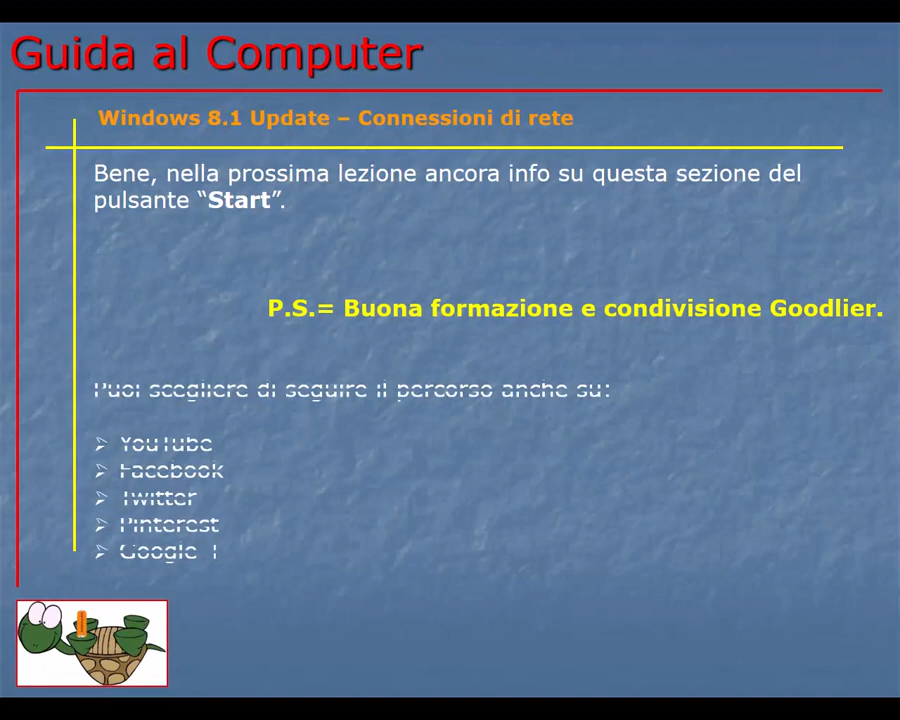 Guida al Computer
Windows 8.1 Update – Connessioni di rete
Bene, nella prossima lezione ancora info su questa sezione del
pulsante “Start”.
P.S.= Buona formazione e condivisione Goodlier.
Puoi scegliere di seguire il percorso anche su:
YouTube
Facebook
Twitter
Pinterest
Google